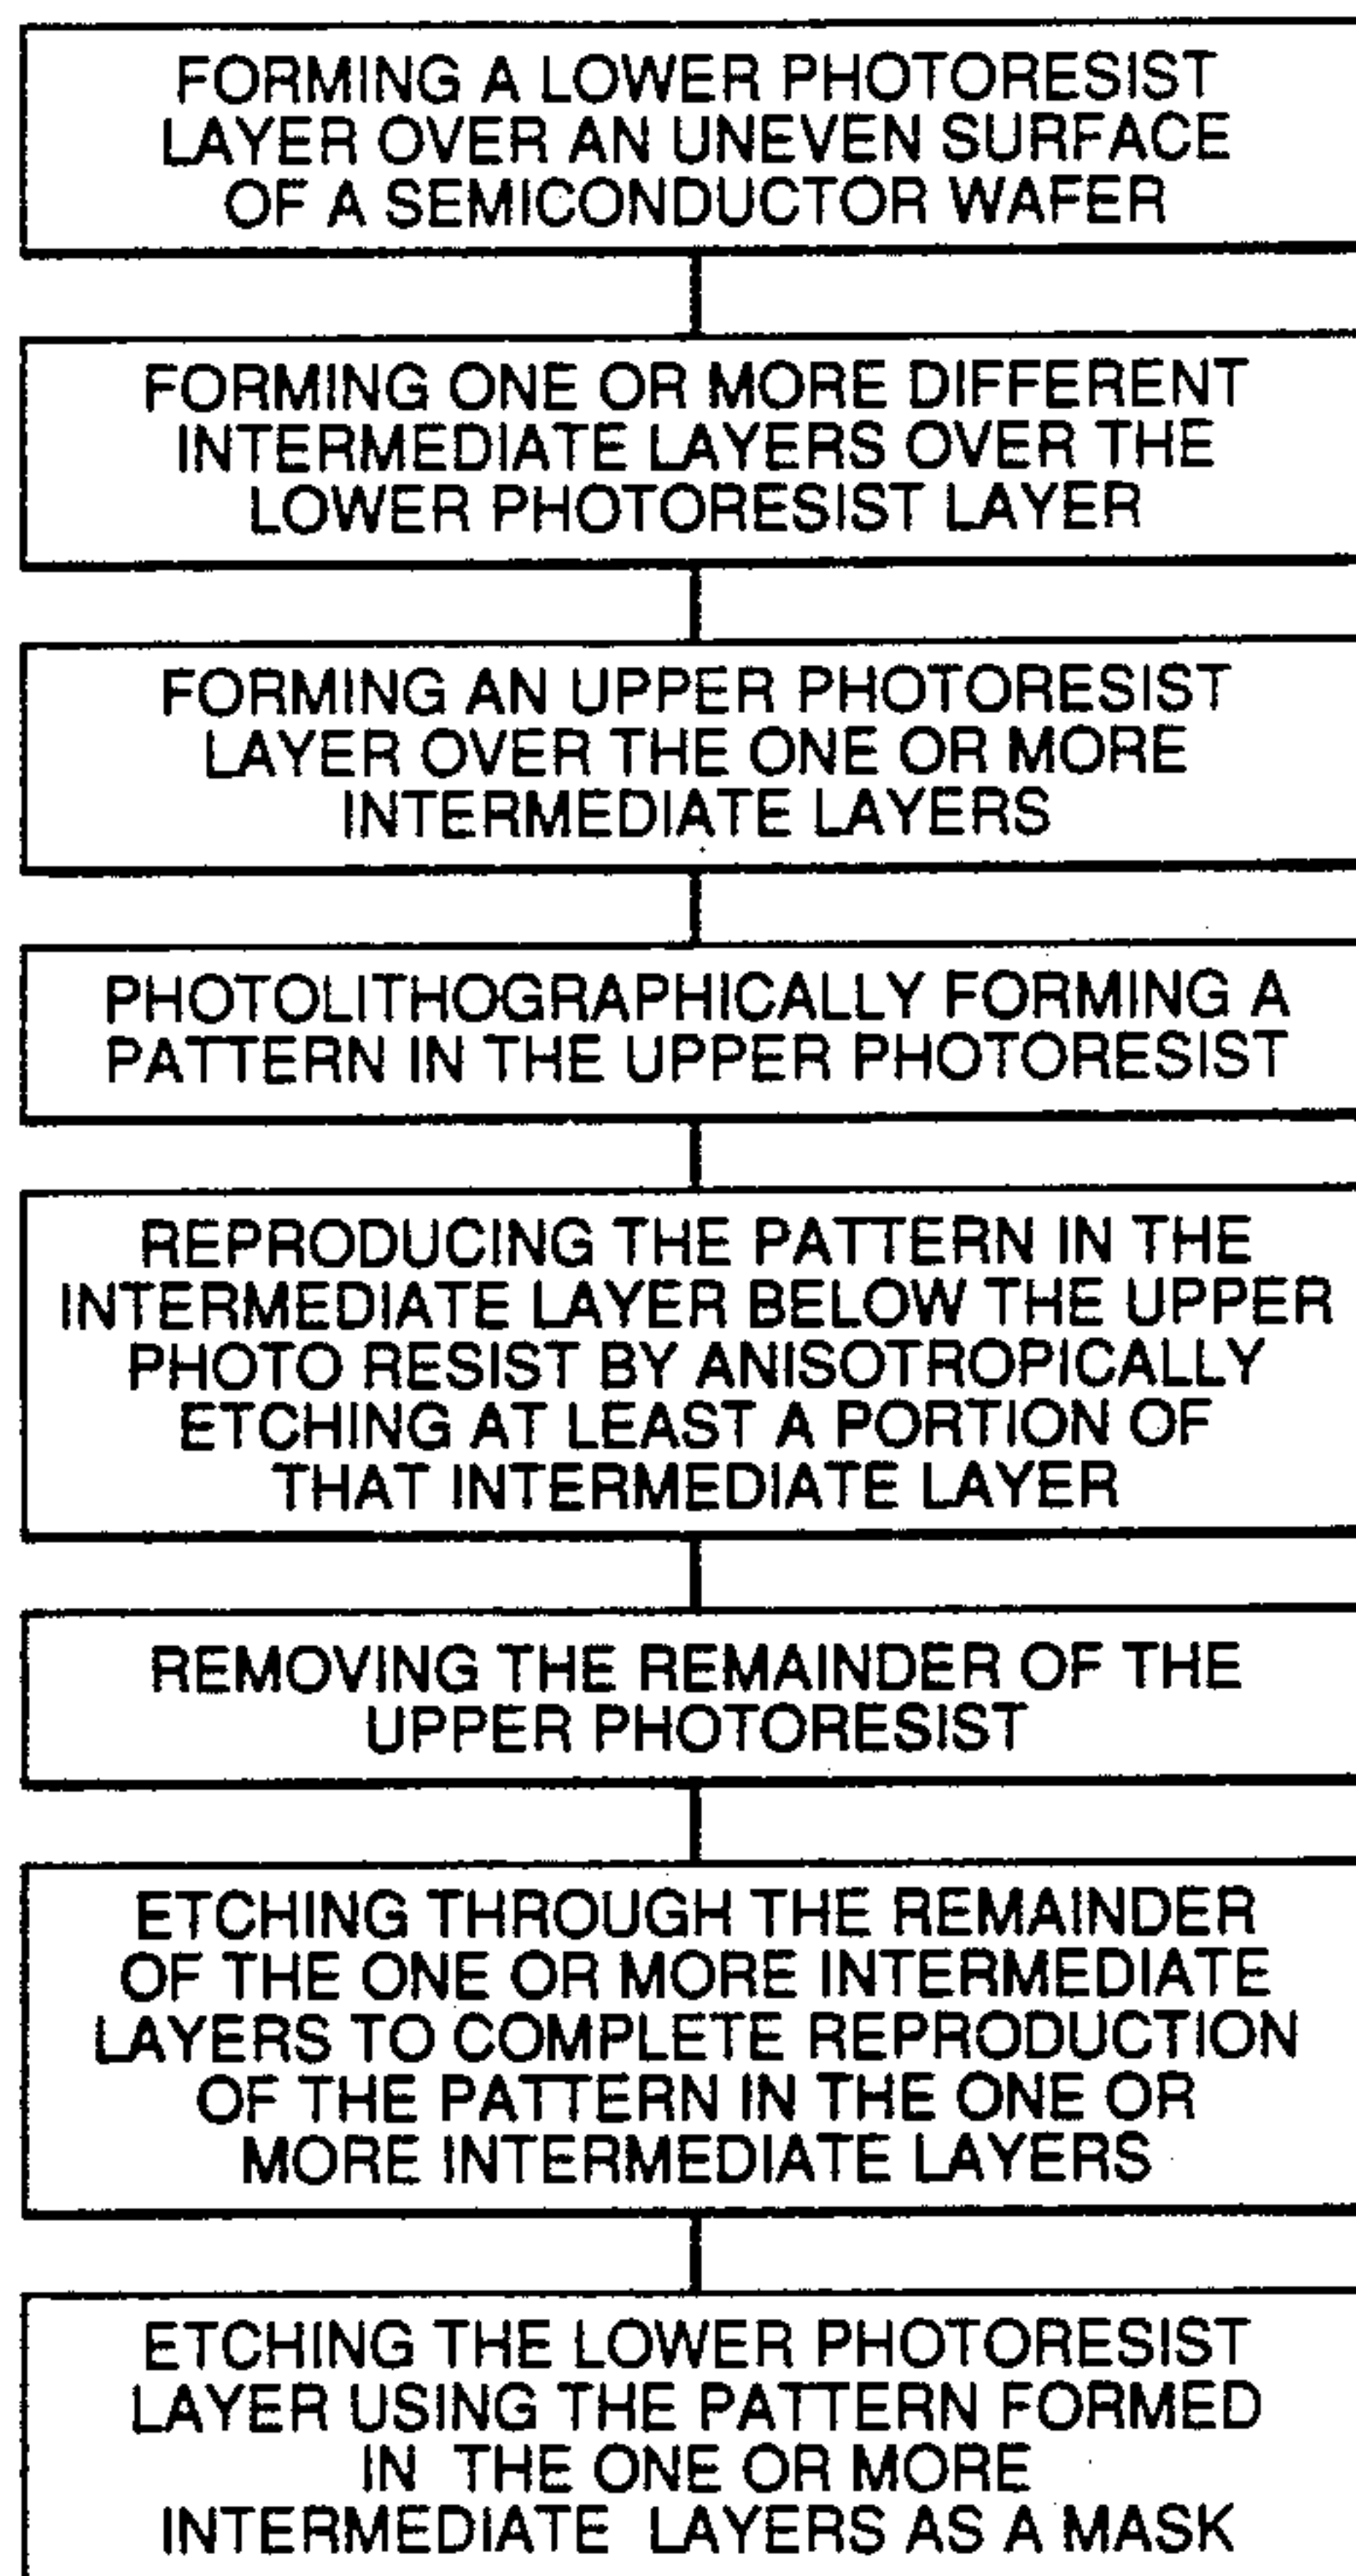 FORMING A LOWER PHOTORESIST
LAYER OVER AN UNEVEN SURFACE
OF A SEMICONDUCTOR WAFER
FORMING ONE OR MORE DIFFERENT
INTERMEDIATE LAYERS OVER THE
LOWER PHOTORESIST LAYER
FORMING AN UPPER PHOTORESIST
LAYER OVER THE ONE OR MORE
INTERMEDIATE LAYERS
PHOTOLITHOGRAPHICALLY FORMING A
PATTERN IN THE UPPER PHOTORESIST
REPRODUCING THE PATTERN IN THE
INTERMEDIATE LAYER BELOW THE UPPER
PHOTO RESIST BY ANISOTROPICALLY
ETCHING AT LEAST A PORTION OF
THAT INTERMEDIATE LAYER
REMOVING THE REMAINDER OF THE
UPPER PHOTORESIST
ETCHING THROUGH THE REMAINDER
OF THE ONE OR MORE INTERMEDIATE
LAYERS TO COMPLETE REPRODUCTION
OF THE PATTERN IN THE ONE OR
MORE INTERMEDIATE LAYERS
ETCHING THE LOWER PHOTORESIST
LAYER USING THE PATTERN FORMED
IN THE ONE OR MORE
INTERMEDIATE LAYERS AS A MASK